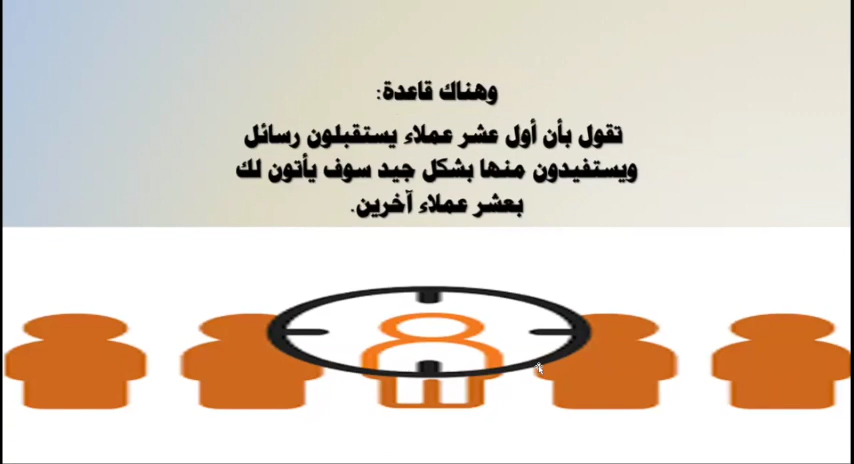 وهناك قاعدة:
تقول بأن أول عشر عملاء يستقبلون رسائل
ويستفيدون منها بشكل جيد سوف يأتون لك
بعشر عملاء آخرين.